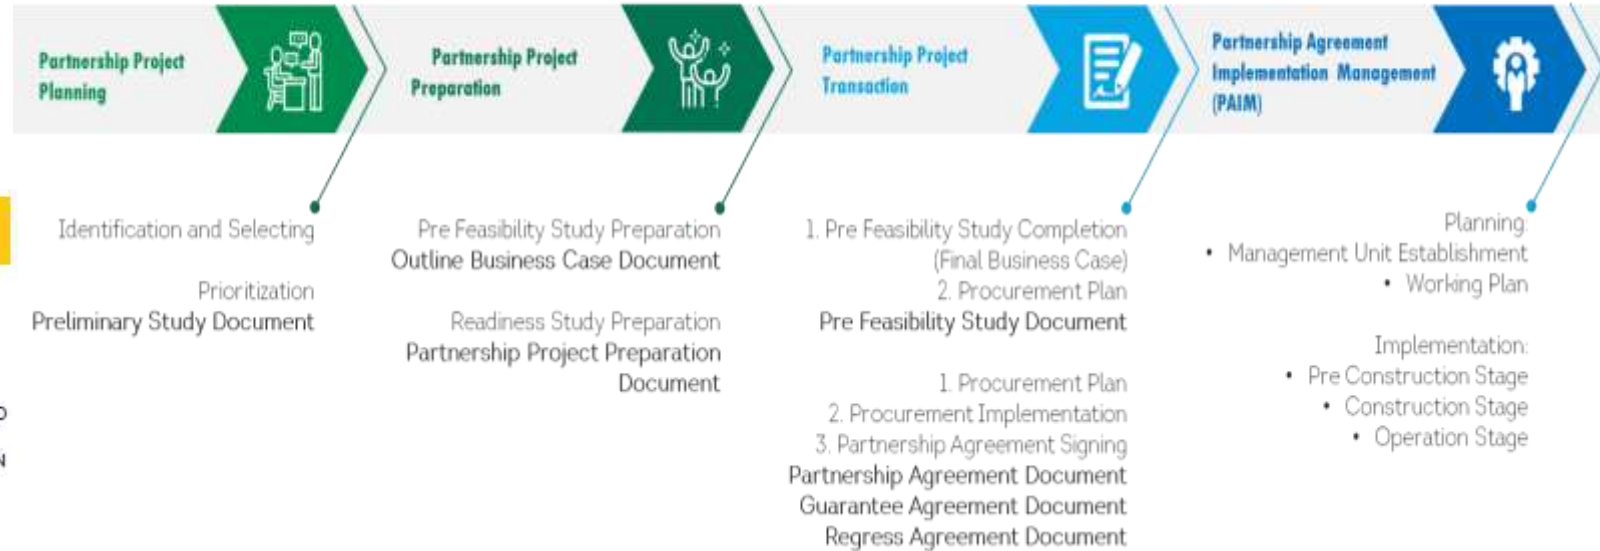 Partnership Project
Planning
Partnership Project
Preparation
Partnership Project
Transaction
Partnership Agreement
Implementation Management
(PAIM)
Identification and Selecting
Prioritization
Preliminary Study Document
Pre Feasibility Study Preparation
Outline Business Case Document
Readiness Study Preparation
Partnership Project Preparation
Document
1. Pre Feasibility Study Completion
(Final Business Case)
2. Procurement Plan
Pre Feasibility Study Document
1. Procurement Plan
2. Procurement Implementation
3. Partnership Agreement Signing
Partnership Agreement Document
Guarantee Agreement Document
Regress Agreement Document
Planning:
• Management Unit Establishment
• Working Plan
Implementation:
• Pre Construction Stage
• Construction Stage
• Operation Stage